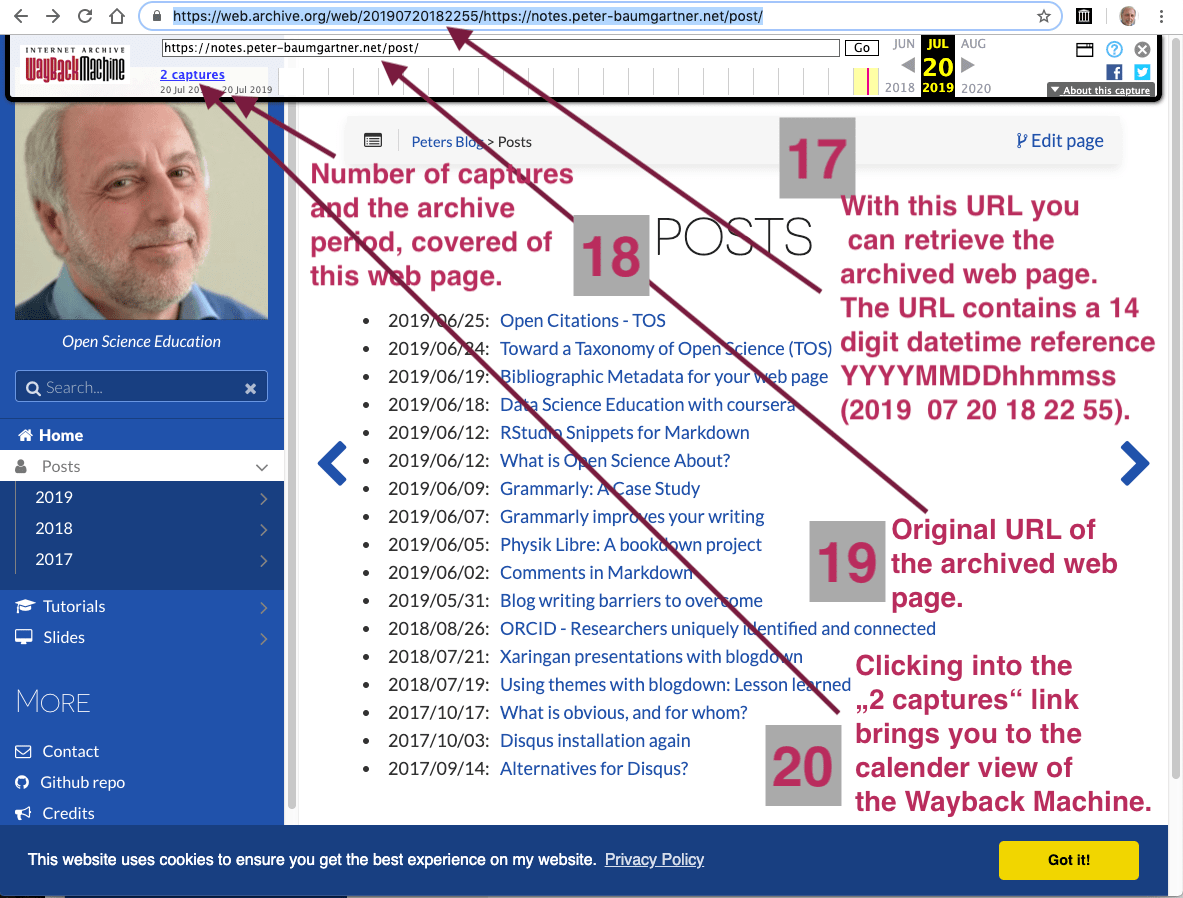 https://web.archive.org/web/20190720182255/https://notes.peter-baumgartner.net/post/
INTERNET ARCHIVE
WayBackMachine
https://notes.peter-baumgartner.net/post/
Go
JUN JUL AUG
20
2018 2019 2020
2 captures
20 Jul 20 20 Jul 2019
About this capture
Peters Blog > Posts
Edit page
17
Number of captures
and the archive
period, covered of
this web page.
18
POSTS
With this URL you
can retrieve the
archived web page.
The URL contains a 14
digit datetime reference
YYYYMMDDhhmmss
(2019 07 20 18 22 55).
Open Science Education
Search...
Home
Posts
2019
2018
2017
Tutorials
Slides
MORE
Contact
Github repo
Credits
2019/06/25: Open Citations - TOS
2019/06/24: Toward a Taxonomy of Open Science (TOS)
2019/06/19: Bibliographic Metadata for your web page
2019/06/18: Data Science Education with coursera
2019/06/12: RStudio Snippets for Markdown
2019/06/12: What is Open Science About?
2019/06/09: Grammarly: A Case Study
2019/06/07: Grammarly improves your writing
2019/06/05: Physik Libre: A bookdown project
2019/06/02: Comments in Markdown
2019/05/31: Blog writing barriers to overcome
2018/08/26: ORCID - Researchers uniquely identified and connected
2018/07/21: Xaringan presentations with blogdown
2018/07/19: Using themes with blogdown: Lesson learned
2017/10/17: What is obvious, and for whom?
2017/10/03: Disqus installation again
2017/09/14: Alternatives for Disqus?
19
Original URL of
the archived web
page.
20
Clicking into the
„2 captures“ link
brings you to the
calender view of
the Wayback Machine.
This website uses cookies to ensure you get the best experience on my website. Privacy Policy
Got it!